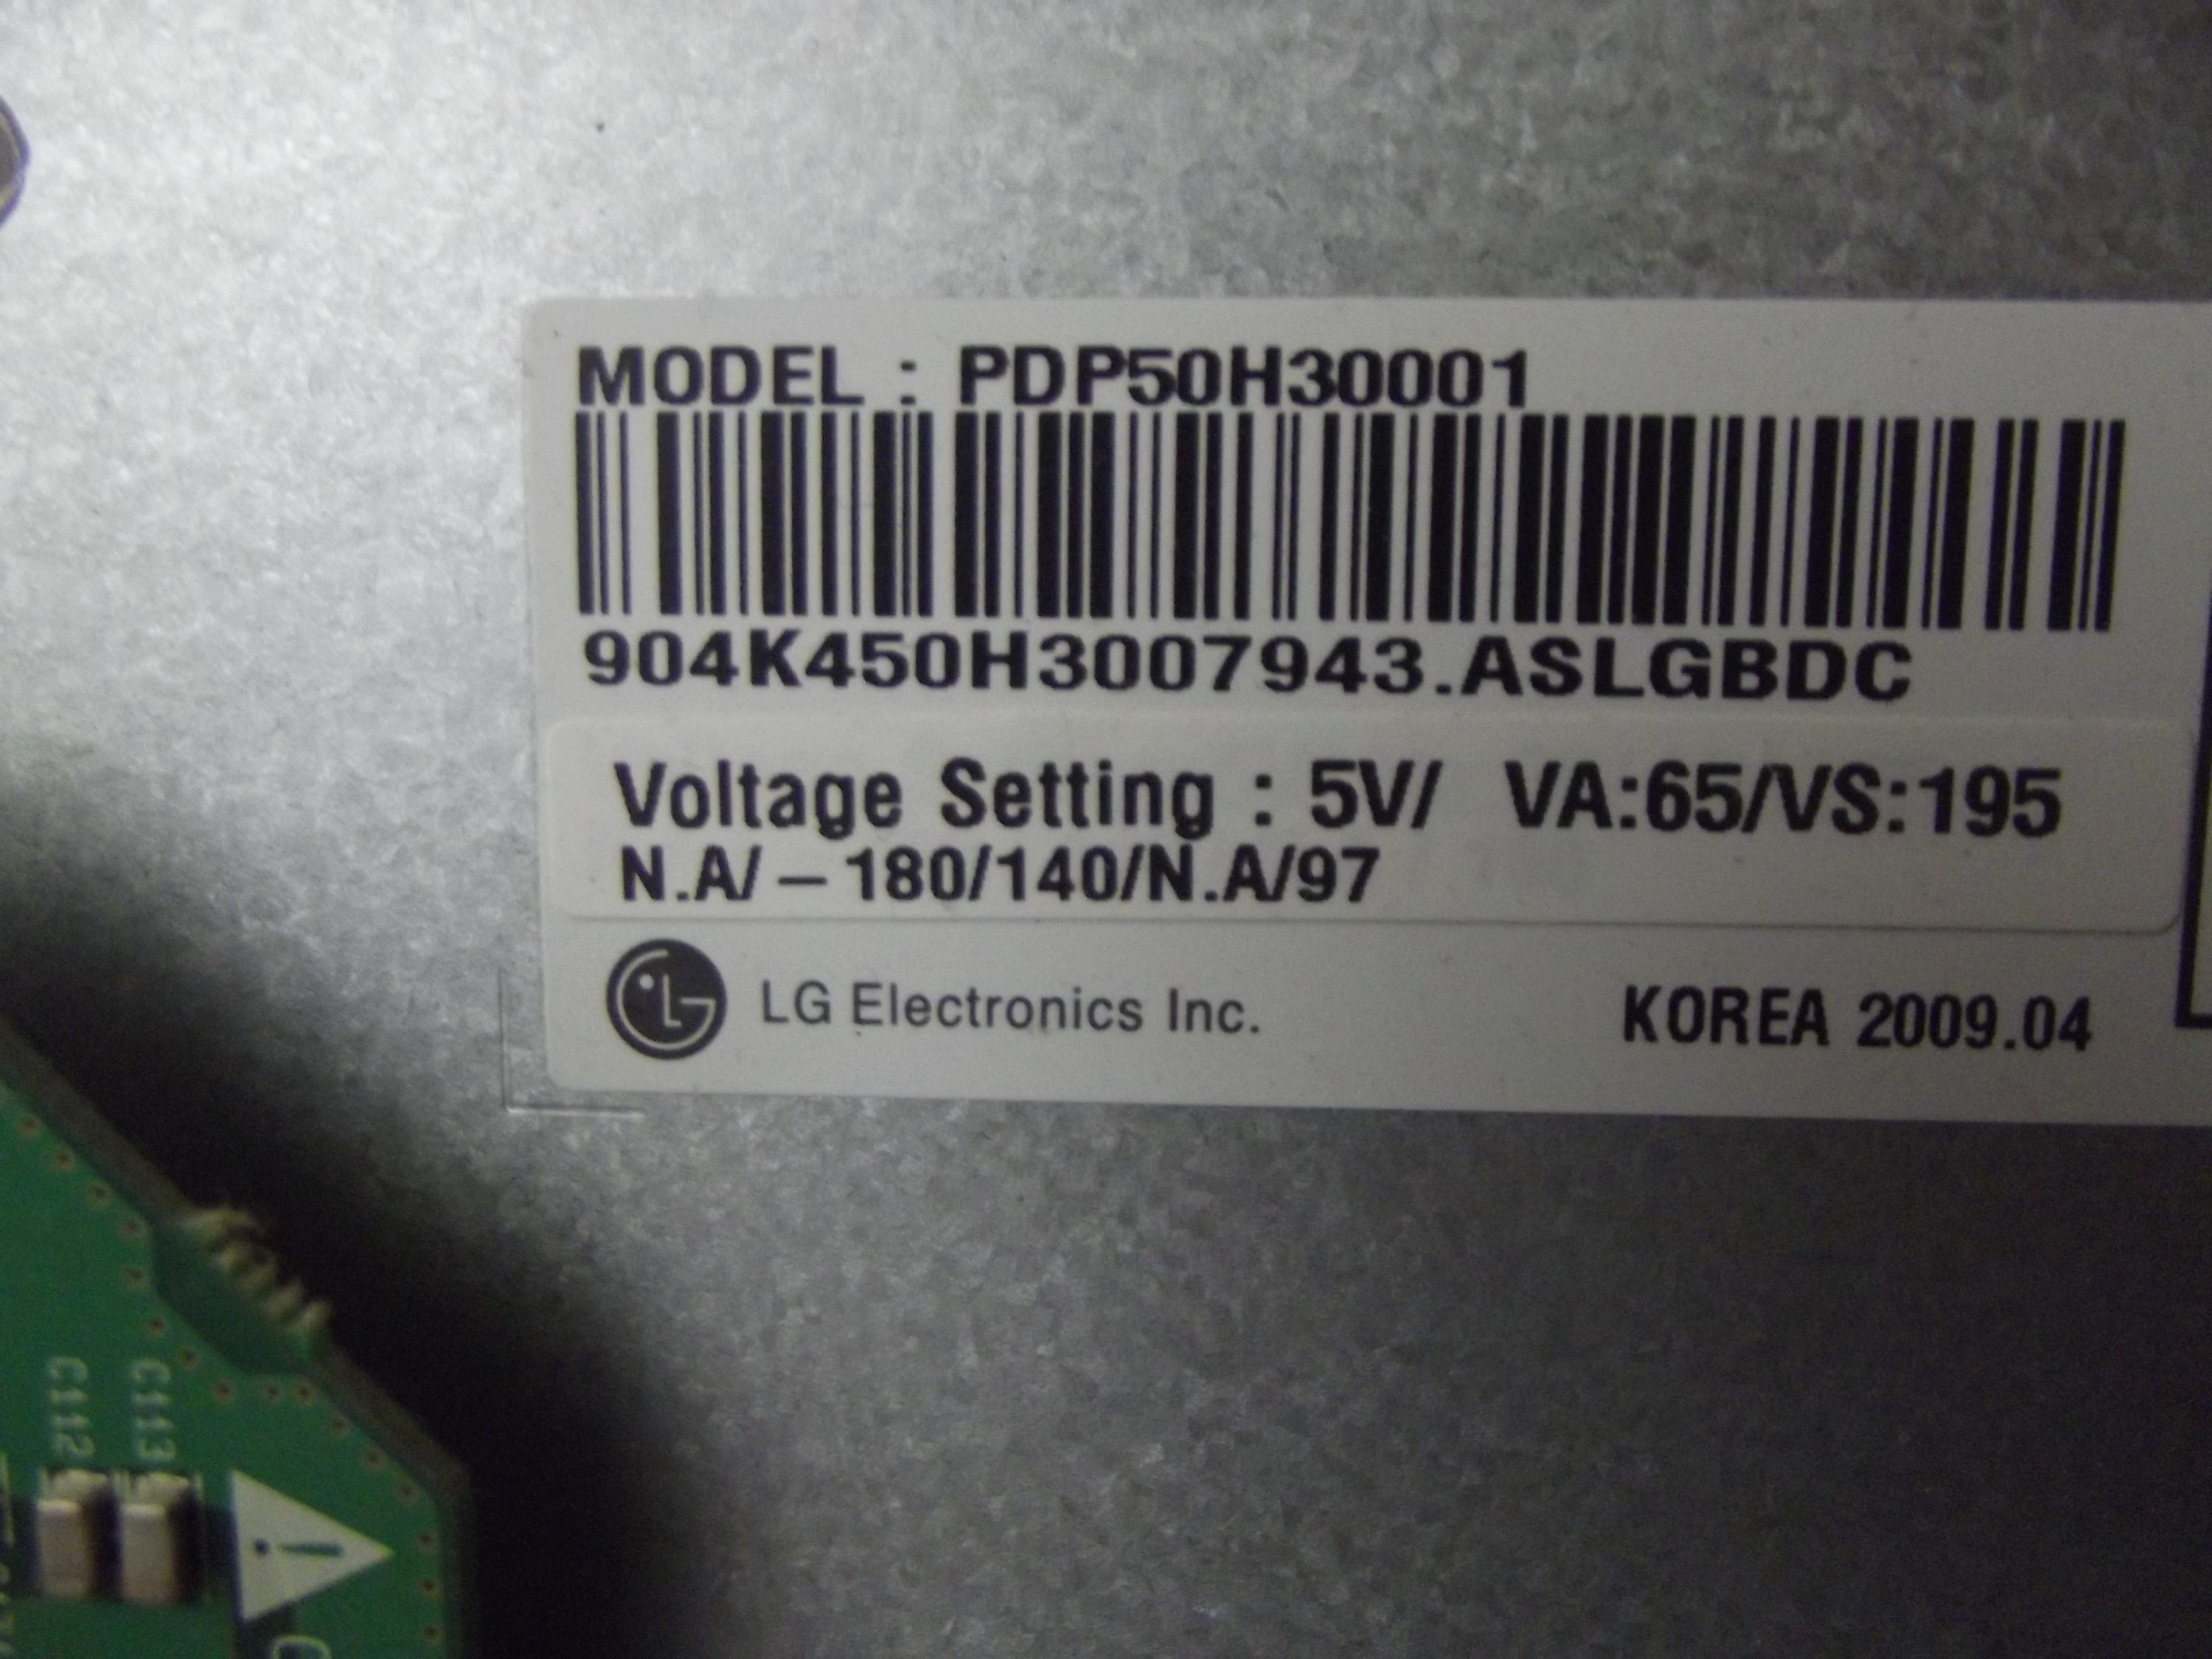 MODEL : PDP50H30001
904K450H3007943.ASLGBDC
Voltage Setting : 5V/ VA:65/VS:195
N.A/ – 180/140/N.A/97
LG Electronics Inc.
KOREA 2009.04
C112
C113